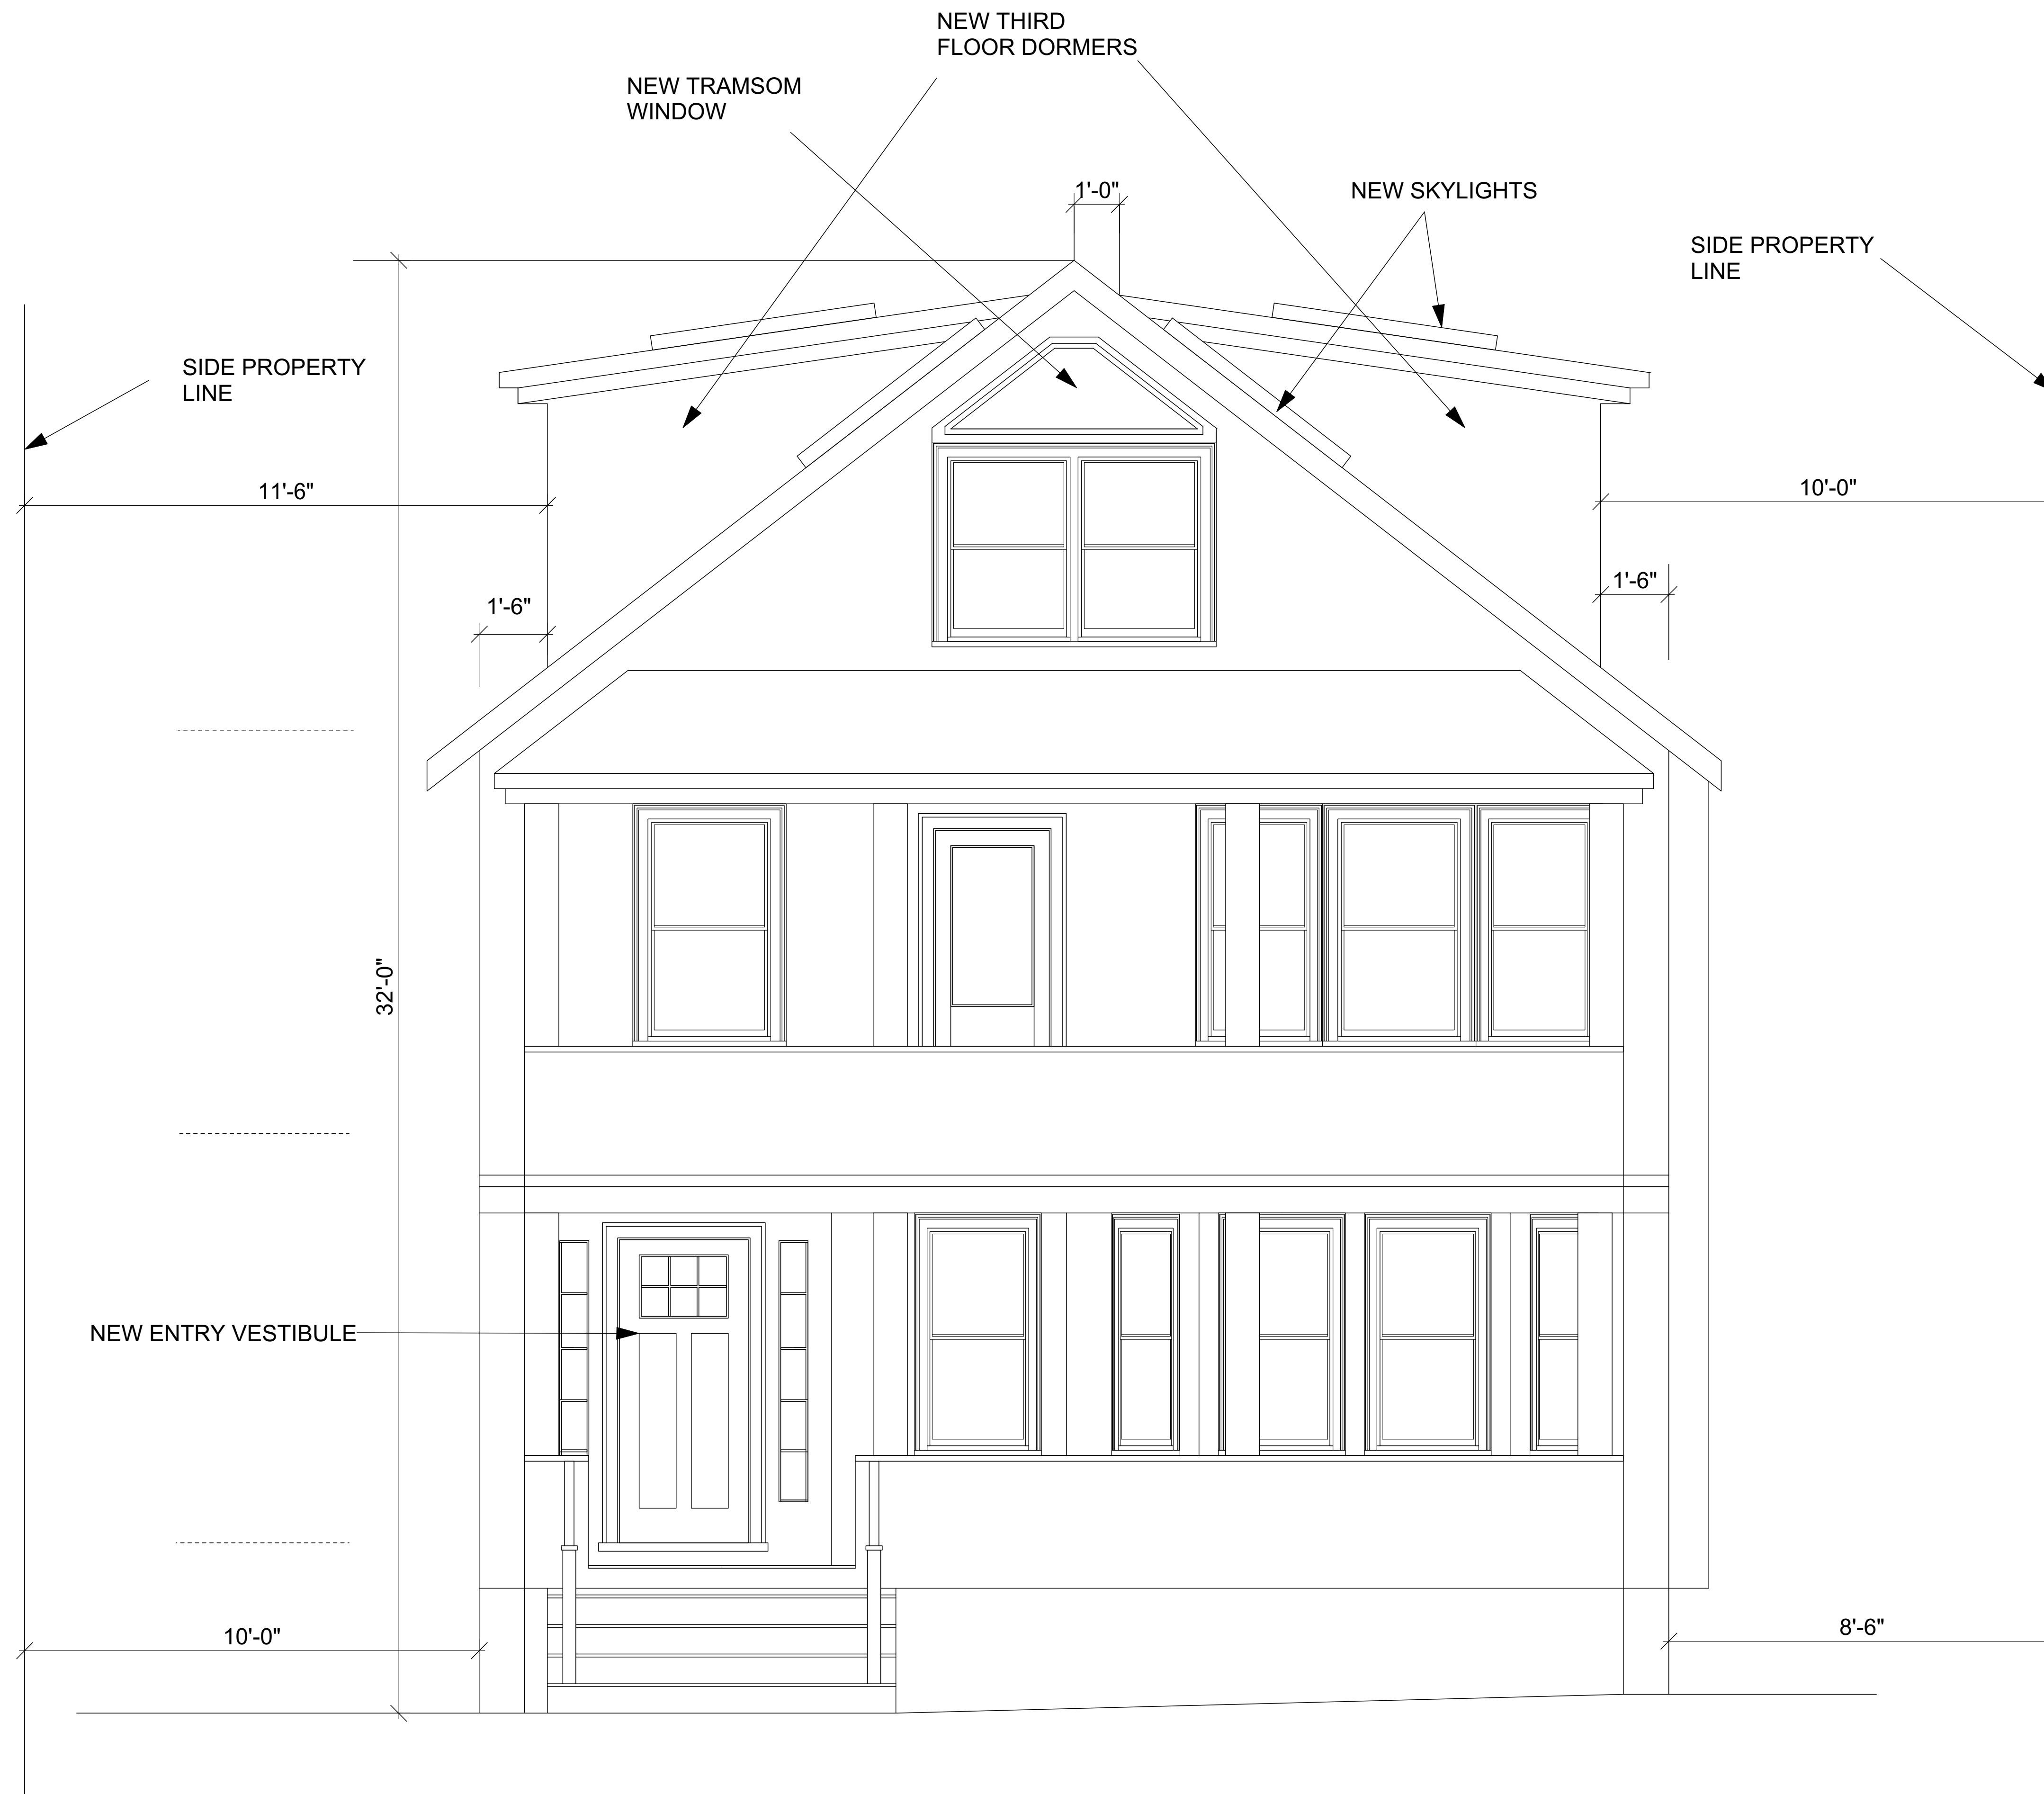 NEW THIRD
FLOOR DORMERS
NEW TRAMSOM
WINDOW
1'-0"
NEW SKYLIGHTS
SIDE PROPERTY
LINE
SIDE PROPERTY
LINE
11'-6"
10'-0"
1'-6"
1'-6"
32'-0"
NEW ENTRY VESTIBULE
10'-0"
8'-6"